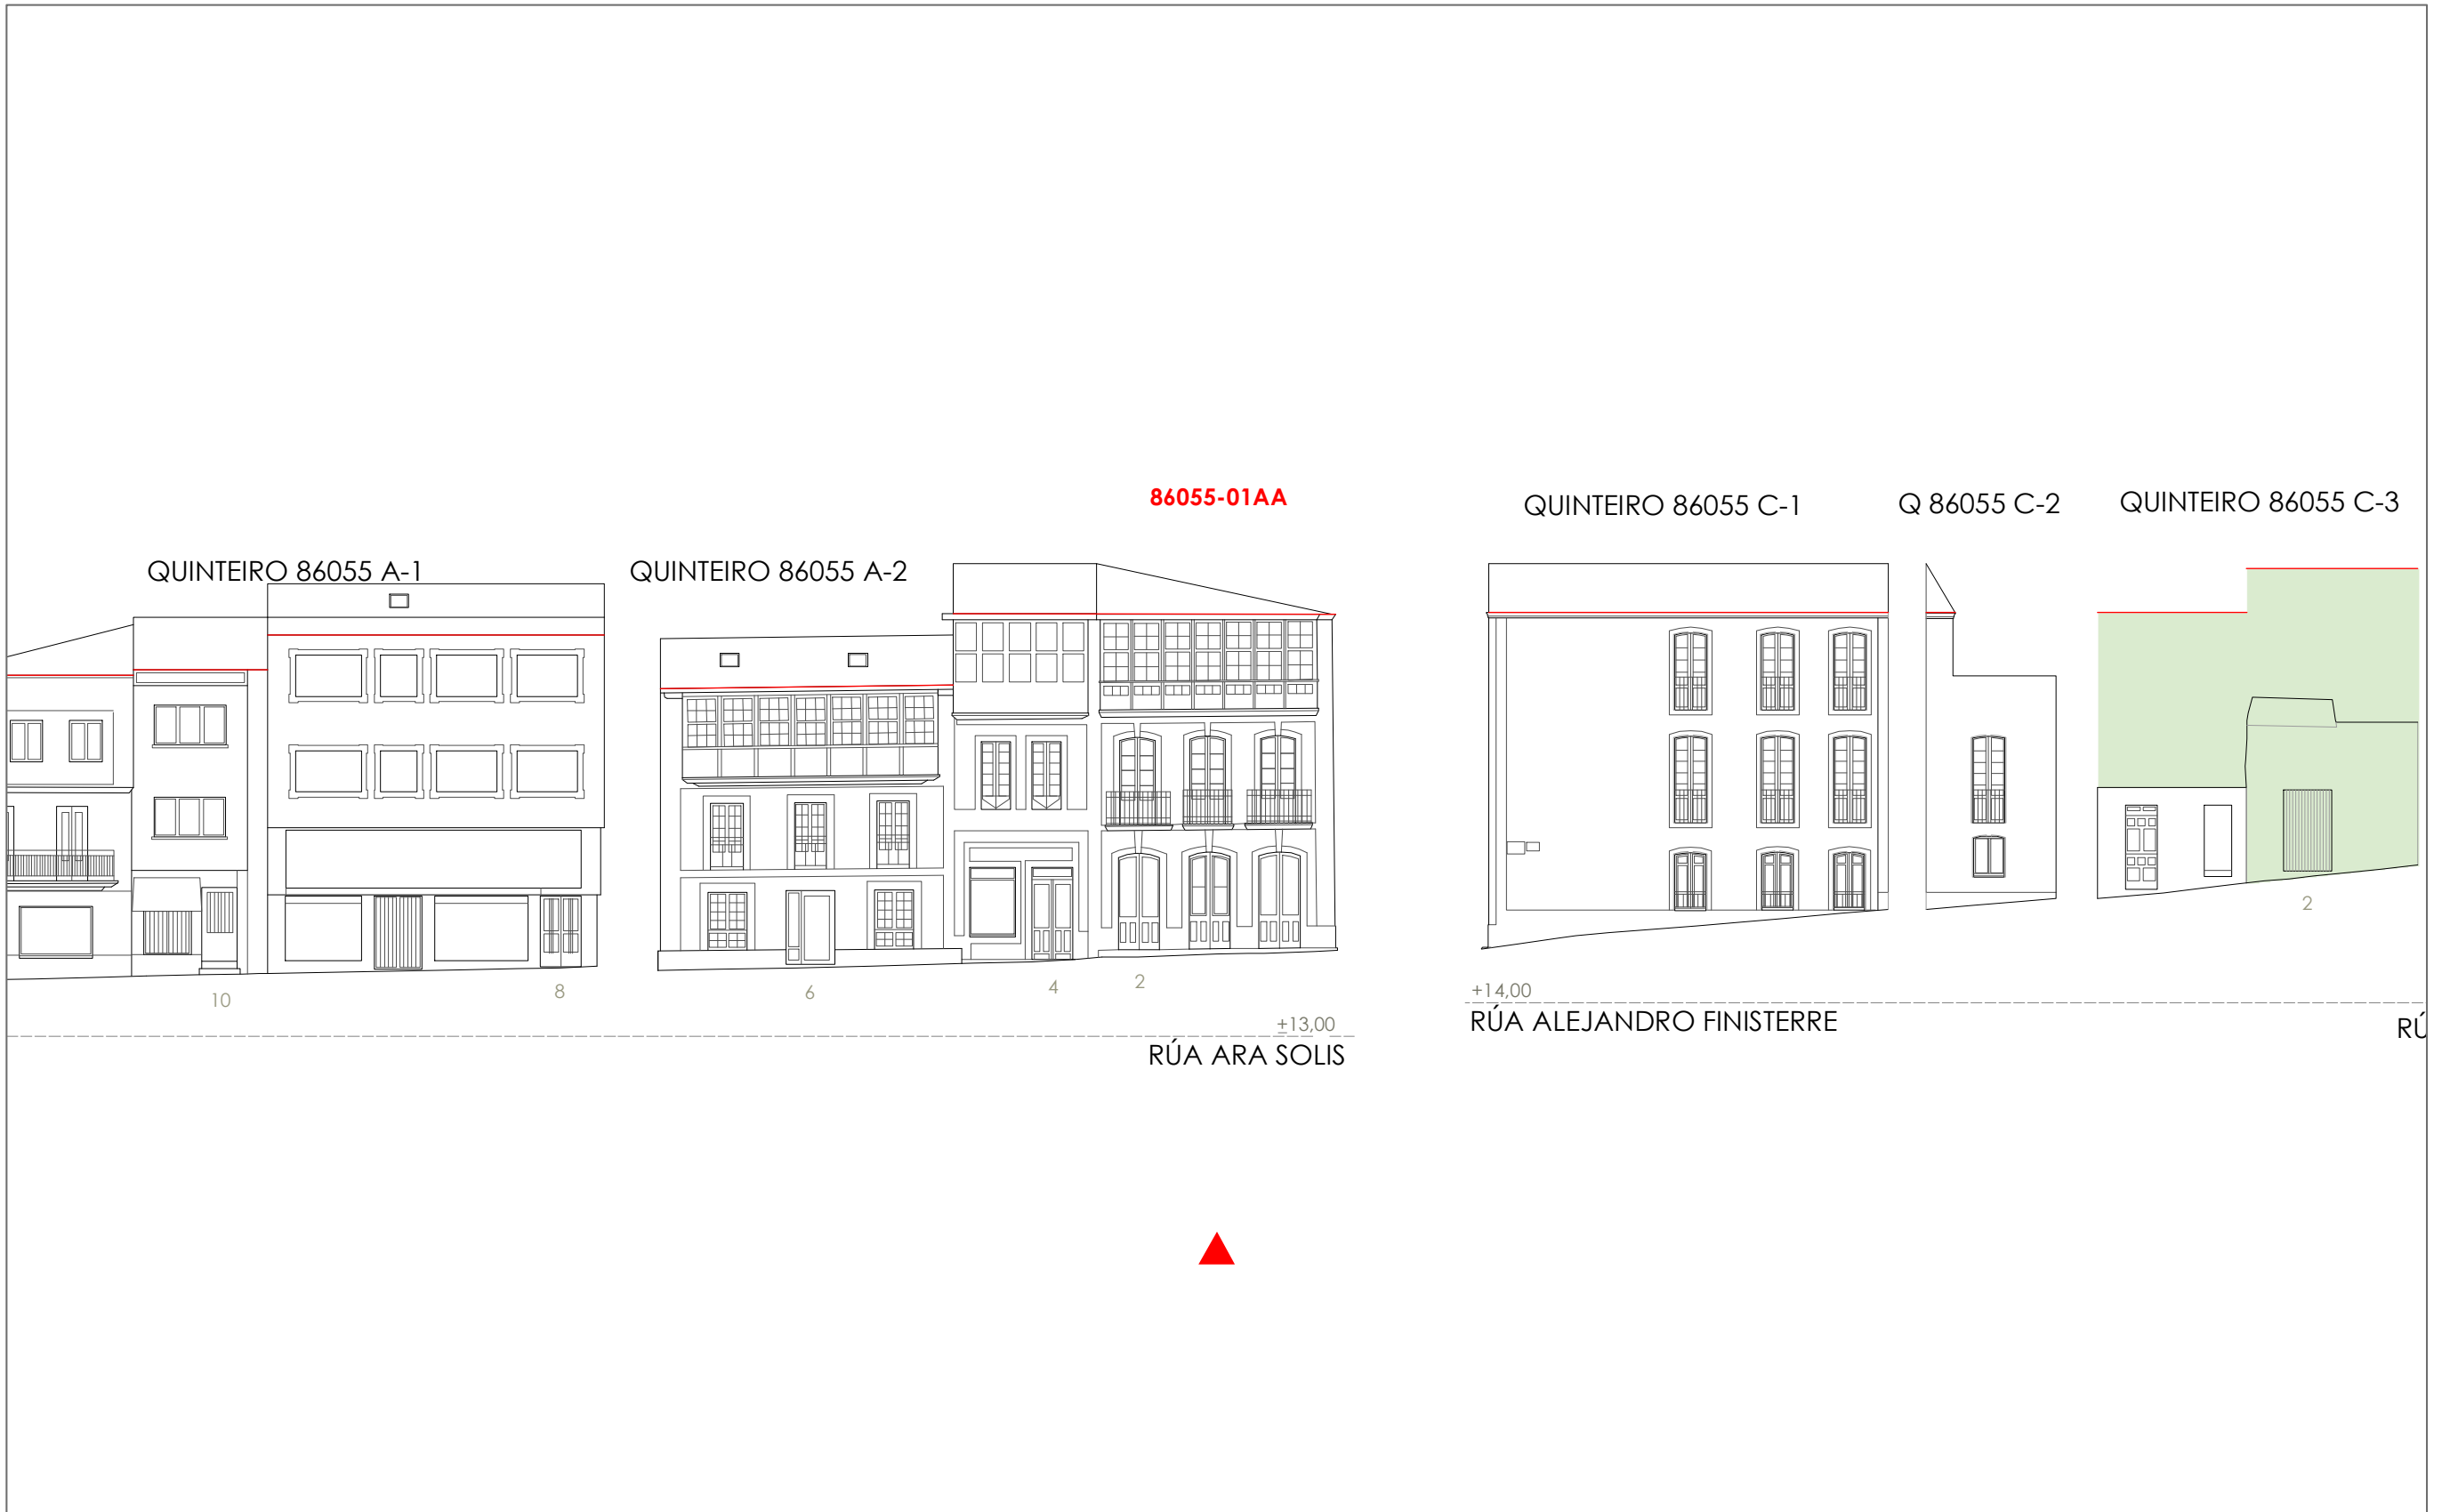 86055-01AA
QUINTEIRO 86055 C-1
Q 86055 C-2
QUINTEIRO 86055 C-3
QUINTEIRO 86055 A-1
QUINTEIRO 86055 A-2
2
10
8
6
4
2
+14,00
RÚA ALEJANDRO FINISTERRE
±13,00
RÚA ARA SOLIS
RÚ